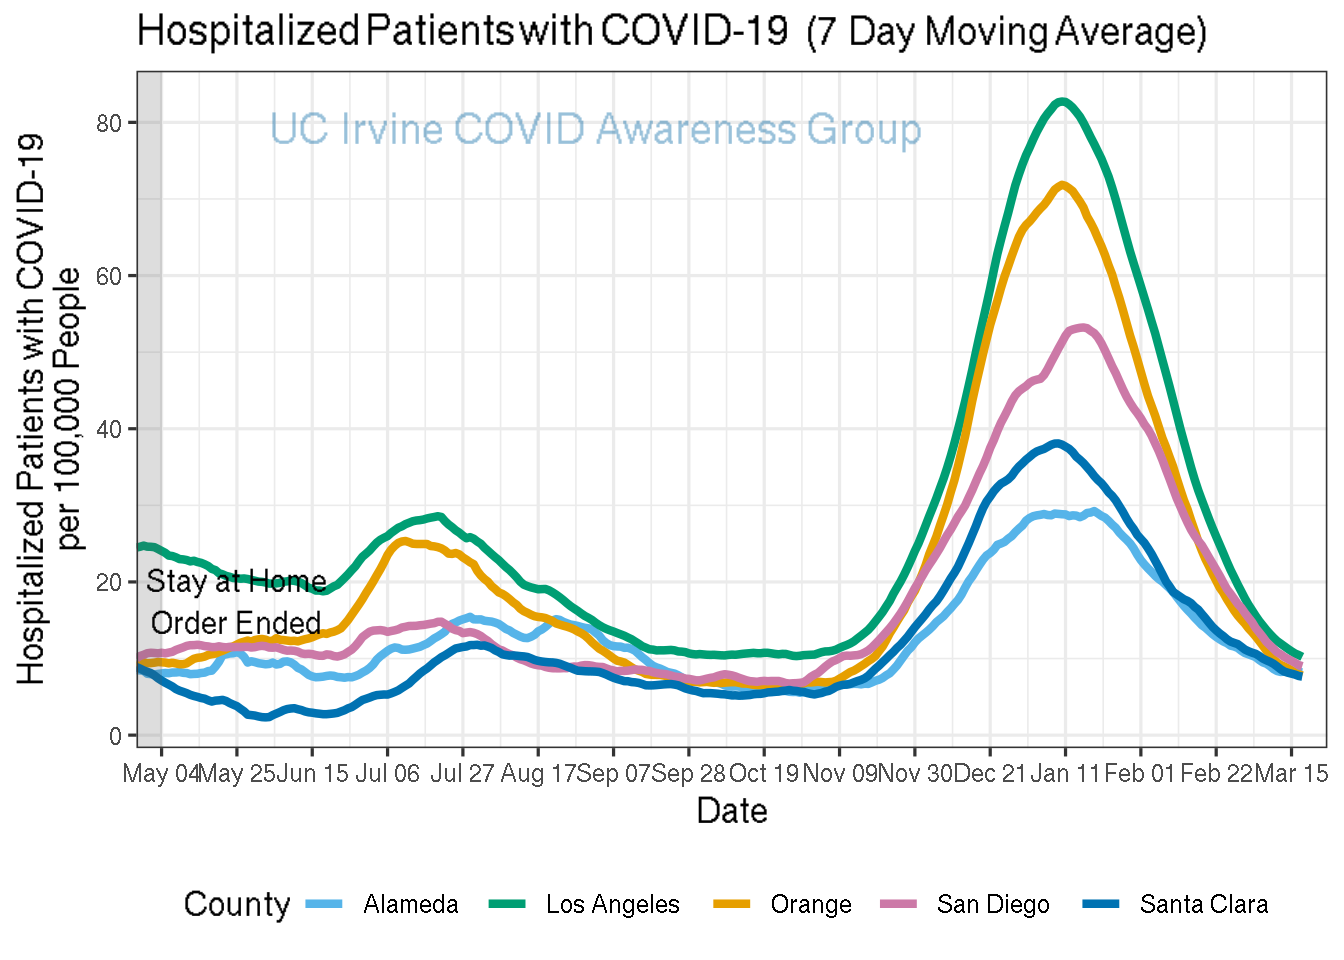 Hospitalized Patients with COVID-19 (7 Day Moving Average)
UC Irvine COVID Awareness Group
Hospitalized Patients with COVID-19
per 100,000 People
80
60
40
20
0
Stay at Home
Order Ended
May 04 May 25 Jun 15 Jul 06 Jul 27 Aug 17 Sep 07 Sep 28 Oct 19 Nov 09 Nov 30 Dec 21 Jan 11 Feb 01 Feb 22 Mar 15
Date
County Alameda Los Angeles Orange San Diego Santa Clara